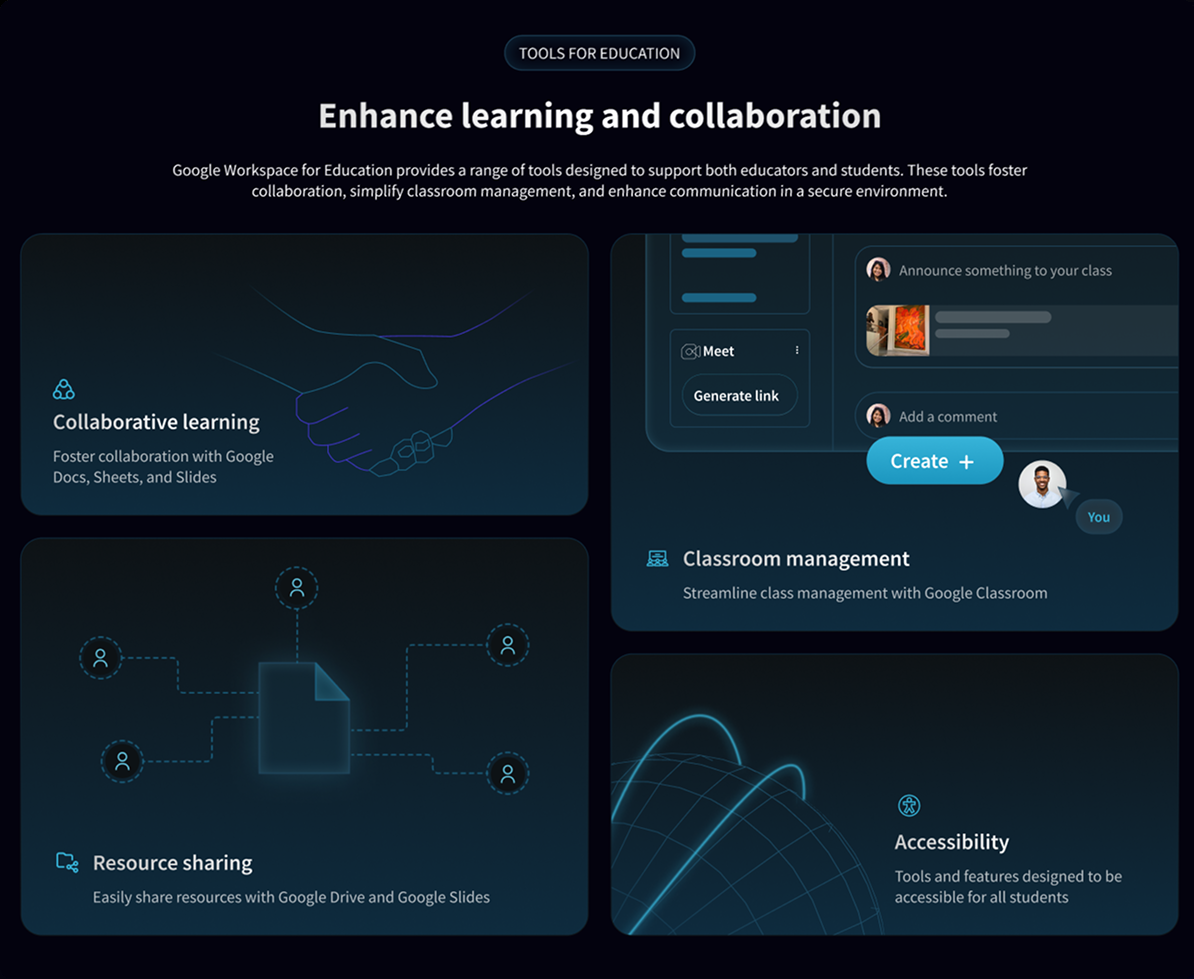 TOOLS FOR EDUCATION
Enhance learning and collaboration
Google Workspace for Education provides a range of tools designed to support both educators and students. These tools foster
collaboration, simplify classroom management, and enhance communication in a secure environment.
Collaborative learning
Foster collaboration with Google
Docs, Sheets, and Slides
Announce something to your class
Meet
Generate link
Add a comment
Create +
You
Classroom management
Streamline class management with Google Classroom
Resource sharing
Easily share resources with Google Drive and Google Slides
Accessibility
Tools and features designed to be
accessible for all students